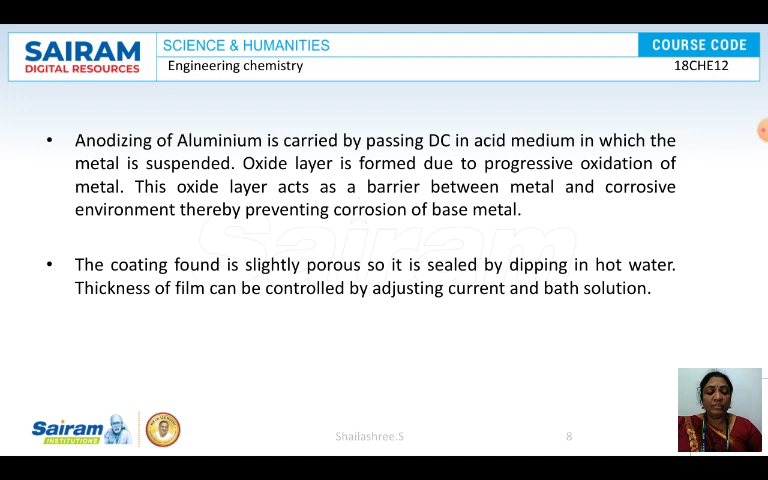 SAIRAM
DIGITAL RESOURCES
SCIENCE & HUMANITIES
COURSE CODE
Engineering chemistry
18CHE12
• Anodizing of Aluminium is carried by passing DC in acid medium in which the
metal is suspended. Oxide layer is formed due to progressive oxidation of
metal. This oxide layer acts as a barrier between metal and corrosive
environment thereby preventing corrosion of base metal.
Sairam
• The coating found is slightly porous so it is sealed by dipping in hot water.
Thickness of film can be controlled by adjusting current and bath solution.
Sairam
INSTITUTIONS
Shailashree.S
8